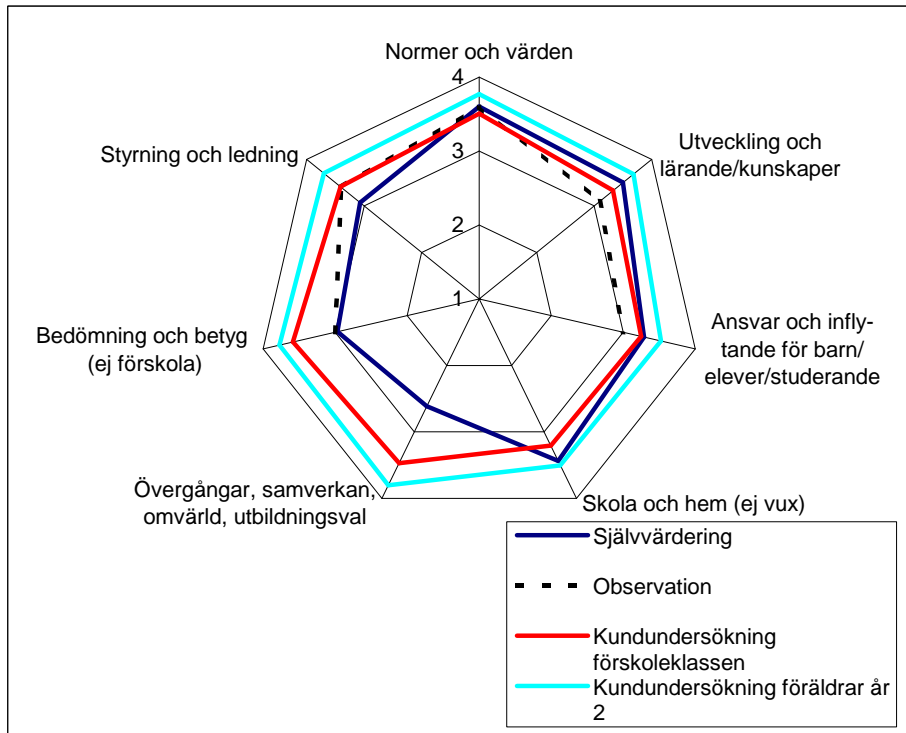 Normer och värden
4
Styrning och ledning
Utveckling och
lärande/kunskaper
3
2
1
Bedömning och betyg
(ej förskola)
Ansvar och infly-
tande för barn/
elever/studerande
Övergångar, samverkan,
omvärld, utbildningsval
Skola och hem (ej vux)
Självvärdering
Observation
Kundundersökning
förskoleklassen
Kundundersökning föräldrar år
2